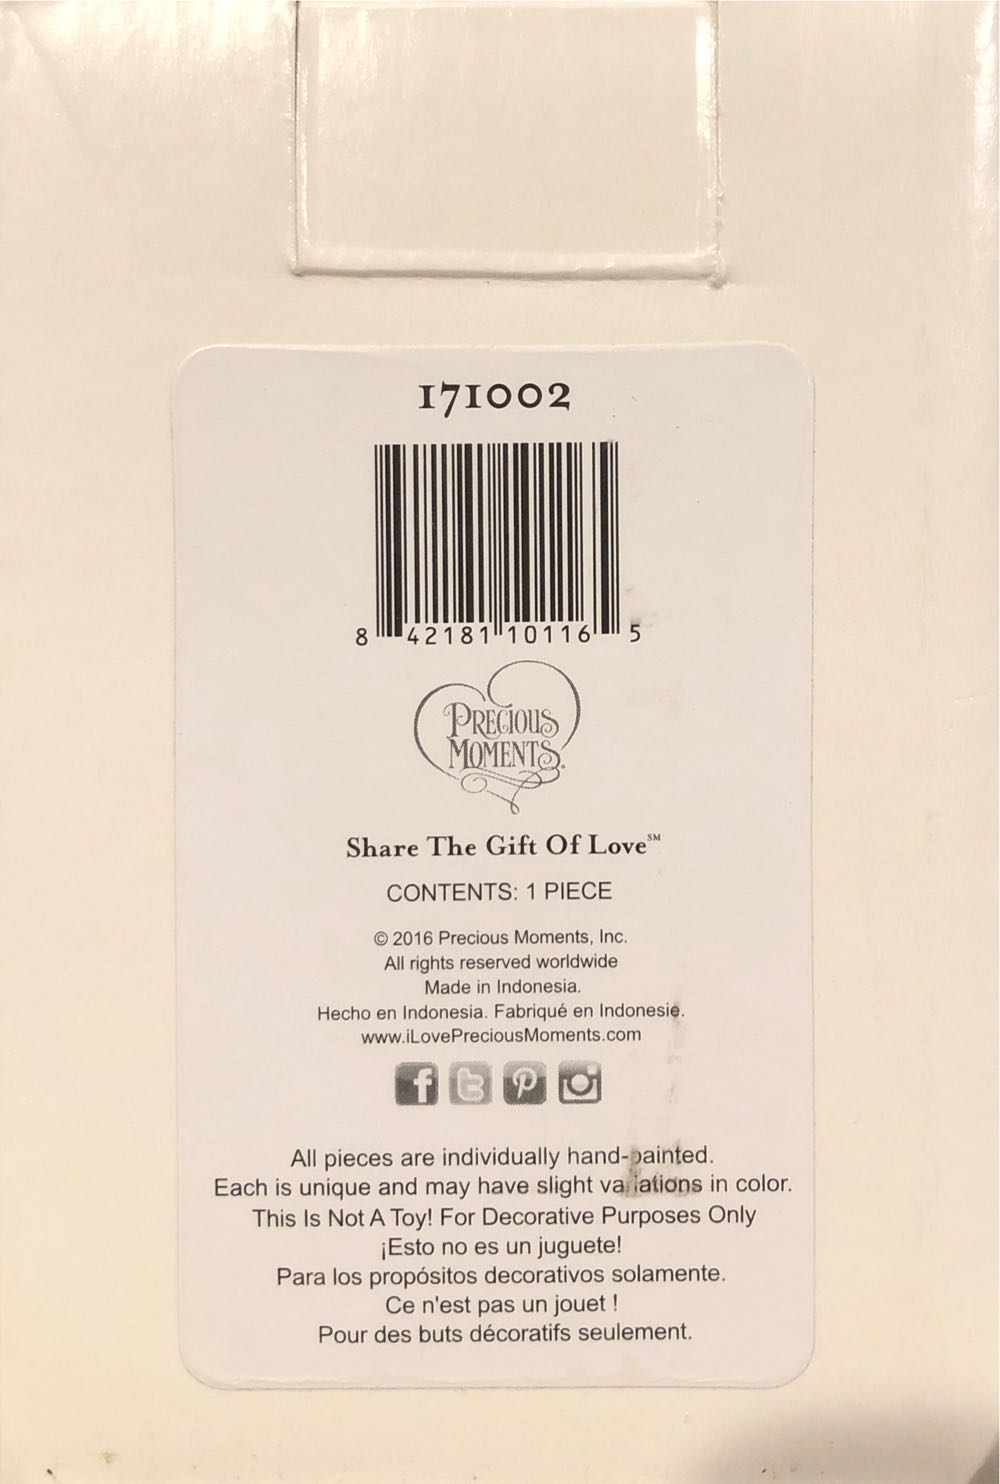 171002
8 42181 10116 5
PRECIOUS
MOMENTS®
Share The Gift Of Love℠
CONTENTS: 1 PIECE
© 2016 Precious Moments, Inc.
All rights reserved worldwide
Made in Indonesia.
Hecho en Indonesia. Fabriqué en Indonesie.
www.iLovePreciousMoments.com
All pieces are individually hand-painted.
Each is unique and may have slight variations in color.
This Is Not A Toy! For Decorative Purposes Only
¡Esto no es un juguete!
Para los propósitos decorativos solamente.
Ce n'est pas un jouet !
Pour des buts décoratifs seulement.